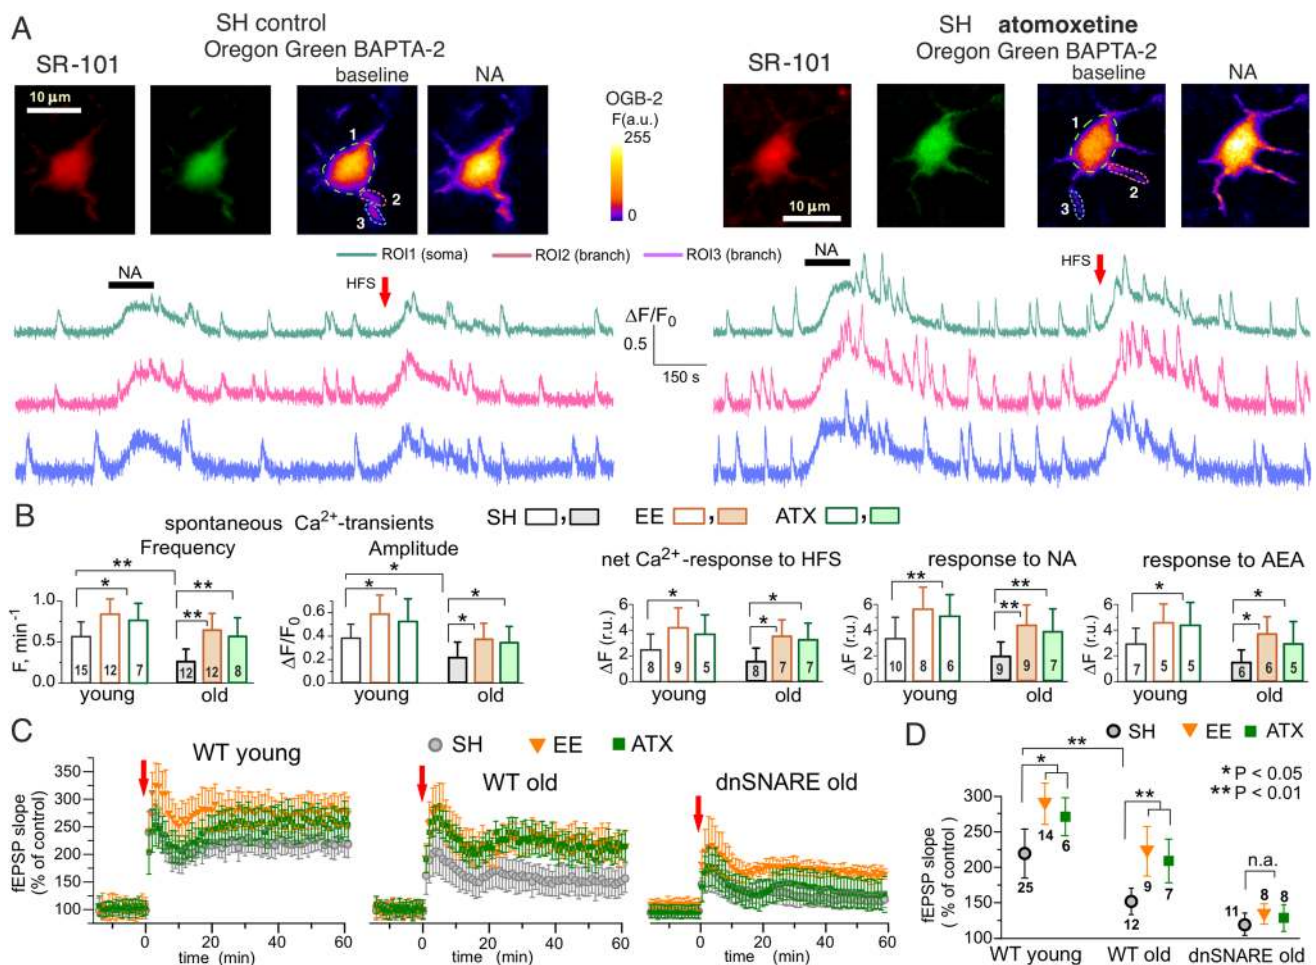 A
SH control
Oregon Green BAPTA-2
SR-101
baseline
NA
10 µm
1
2
3
OGB-2
F(a.u.)
255
0
SH atomoxetine
Oregon Green BAPTA-2
SR-101
baseline
NA
10 µm
1
2
3
ROI1 (soma)
ROI2 (branch)
ROI3 (branch)
NA
HFS
ΔF/F0
0.5
150 s
NA
HFS
B
spontaneous Ca2+-transients
SH , EE , ATX ,
Frequency
** * ** **
F, min-1
1.0
0.5
0.0
15 12 7 12 12 8
young old
Amplitude
* * * *
ΔF/F0
0.6
0.4
0.2
0.0
young old
net Ca2+-response to HFS
* * *
ΔF (r.u.)
6
4
2
0
8 9 5 8 7 7
young old
response to NA
** ** **
ΔF (r.u.)
6
4
2
0
10 8 6 9 9 7
young old
response to AEA
* * *
ΔF (r.u.)
6
4
2
0
7 5 5 6 6 5
young old
C
SH EE ATX
WT young
WT old
dnSNARE old
fEPSP slope
(% of control)
350
300
250
200
150
100
0 20 40 60
time (min)
0 20 40 60
time (min)
0 20 40 60
time (min)
D
SH EE ATX
* P < 0.05
** P < 0.01
** * **
n.a.
fEPSP slope
( % of control )
300
250
200
150
100
25 14 6
12 9 7
11 8 8
WT young WT old dnSNARE old